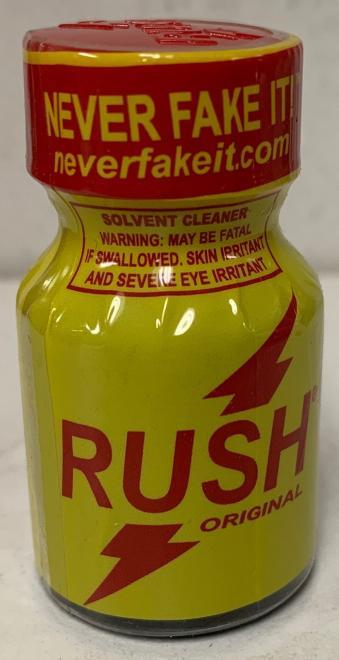 NEVER FAKE IT!
neverfakeit.com
SOLVENT CLEANER
WARNING: MAY BE FATAL
IF SWALLOWED. SKIN IRRITANT
AND SEVERE EYE IRRITANT
RUSH®
ORIGINAL